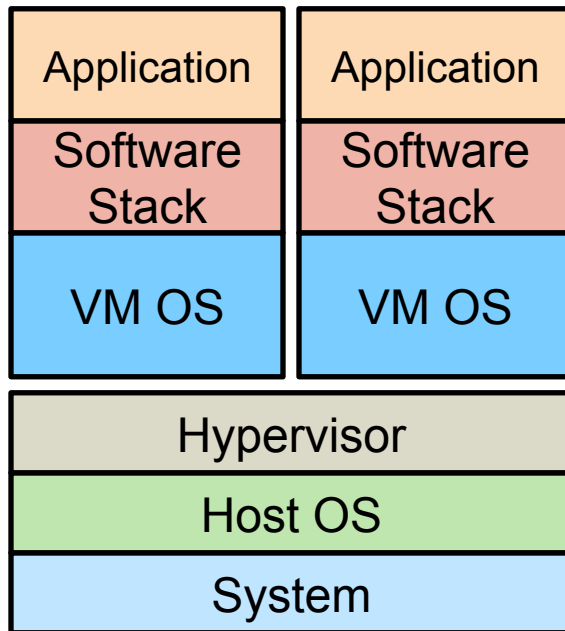 Application
Software
Stack
VM OS
Application
Software
Stack
VM OS
Hypervisor
Host OS
System